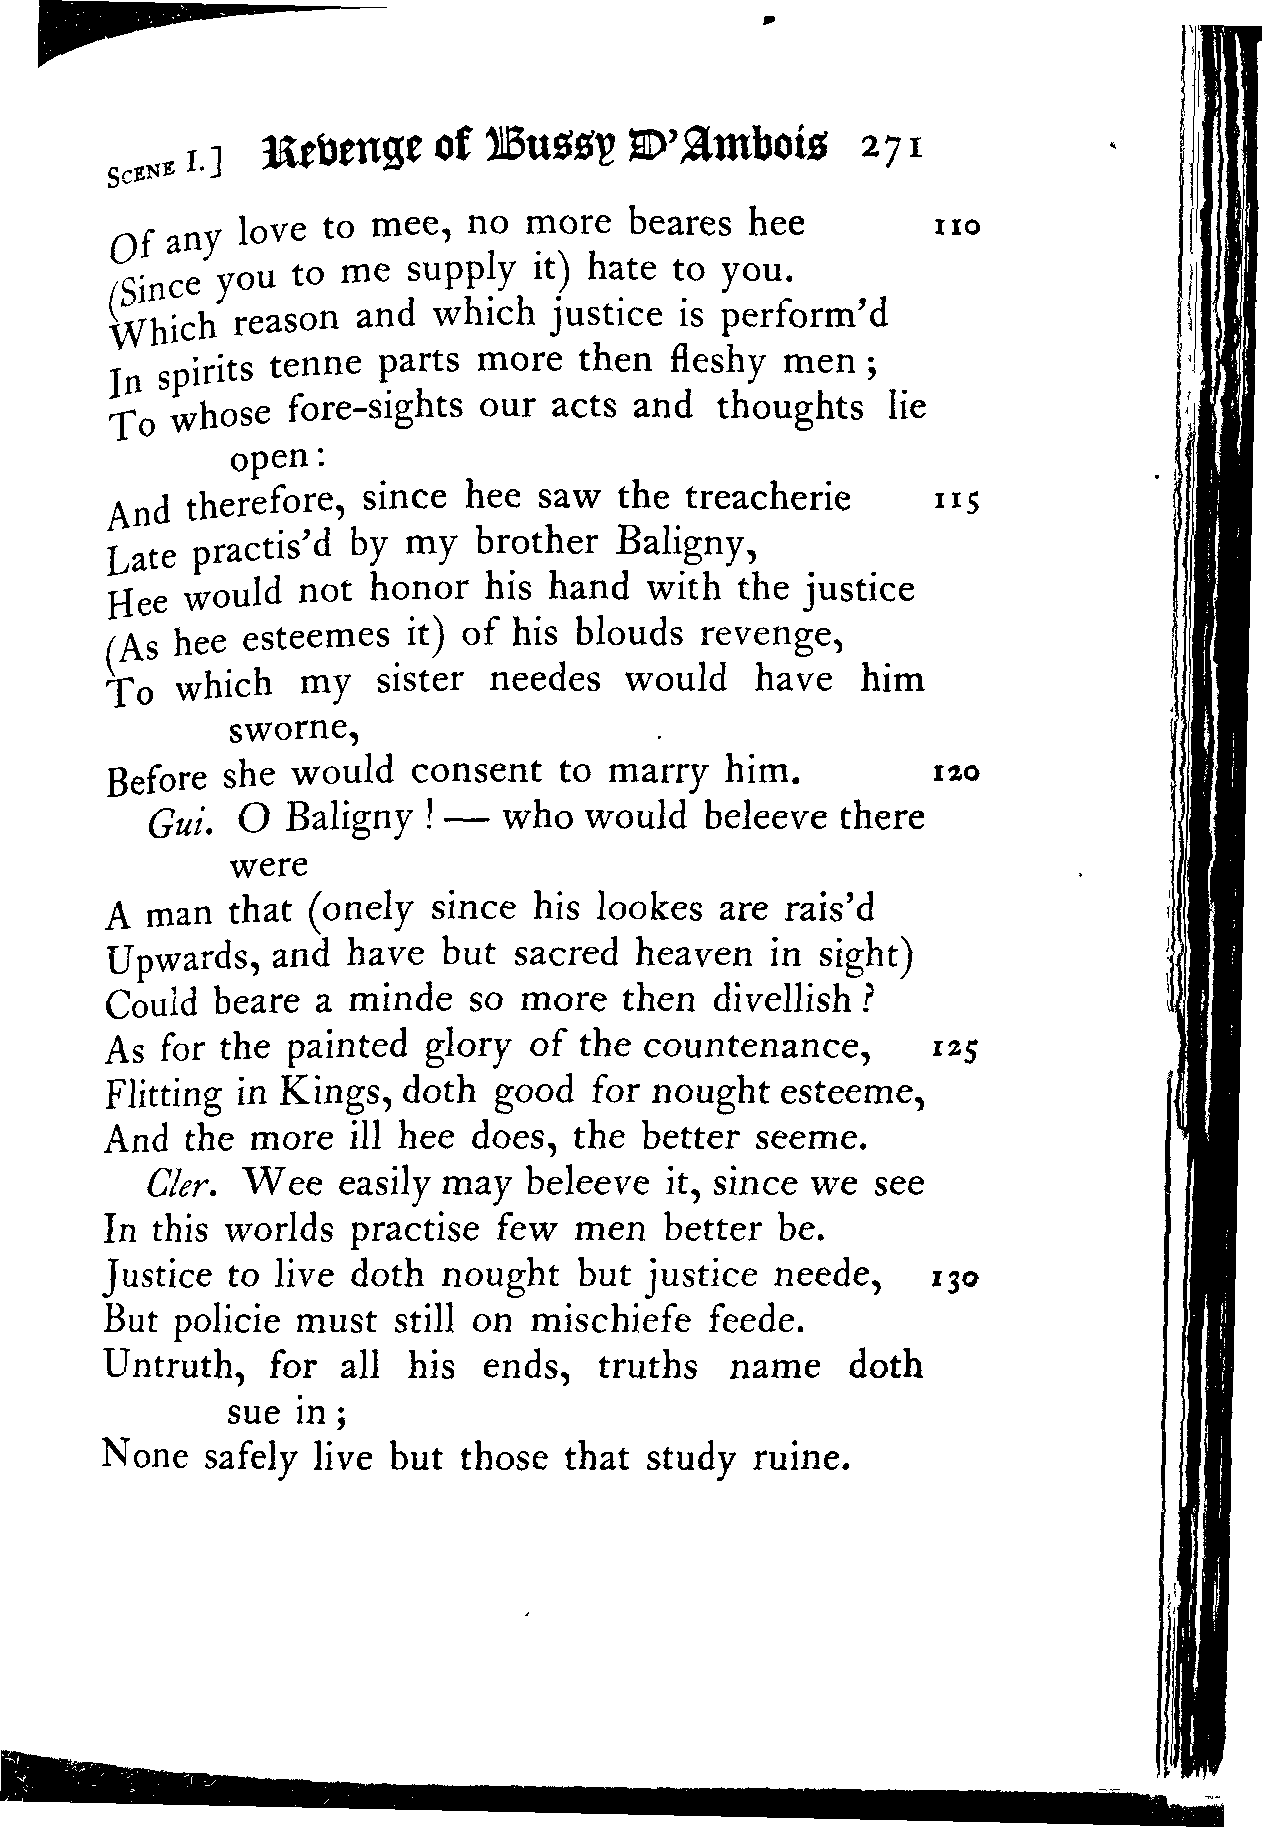 SCENE I.] Revenge of Bussy D'Ambois 271
Of any love to mee, no more beares hee 110
(Since you to me supply it) hate to you.
Which reason and which justice is perform'd
In spirits tenne parts more then fleshy men ;
To whose fore-sights our acts and thoughts lie
open :
And therefore, since hee saw the treacherie 115
Late practis'd by my brother Baligny,
Hee would not honor his hand with the justice
(As hee esteemes it) of his blouds revenge,
To which my sister needes would have him
sworne,
Before she would consent to marry him. 120
Gui. O Baligny ! — who would beleeve there
were
A man that (onely since his lookes are rais'd
Upwards, and have but sacred heaven in sight)
Could beare a minde so more then divellish ?
As for the painted glory of the countenance, 125
Flitting in Kings, doth good for nought esteeme,
And the more ill hee does, the better seeme.
Cler. Wee easily may beleeve it, since we see
In this worlds practise few men better be.
Justice to live doth nought but justice neede, 130
But policie must still on mischiefe feede.
Untruth, for all his ends, truths name doth
sue in ;
None safely live but those that study ruine.